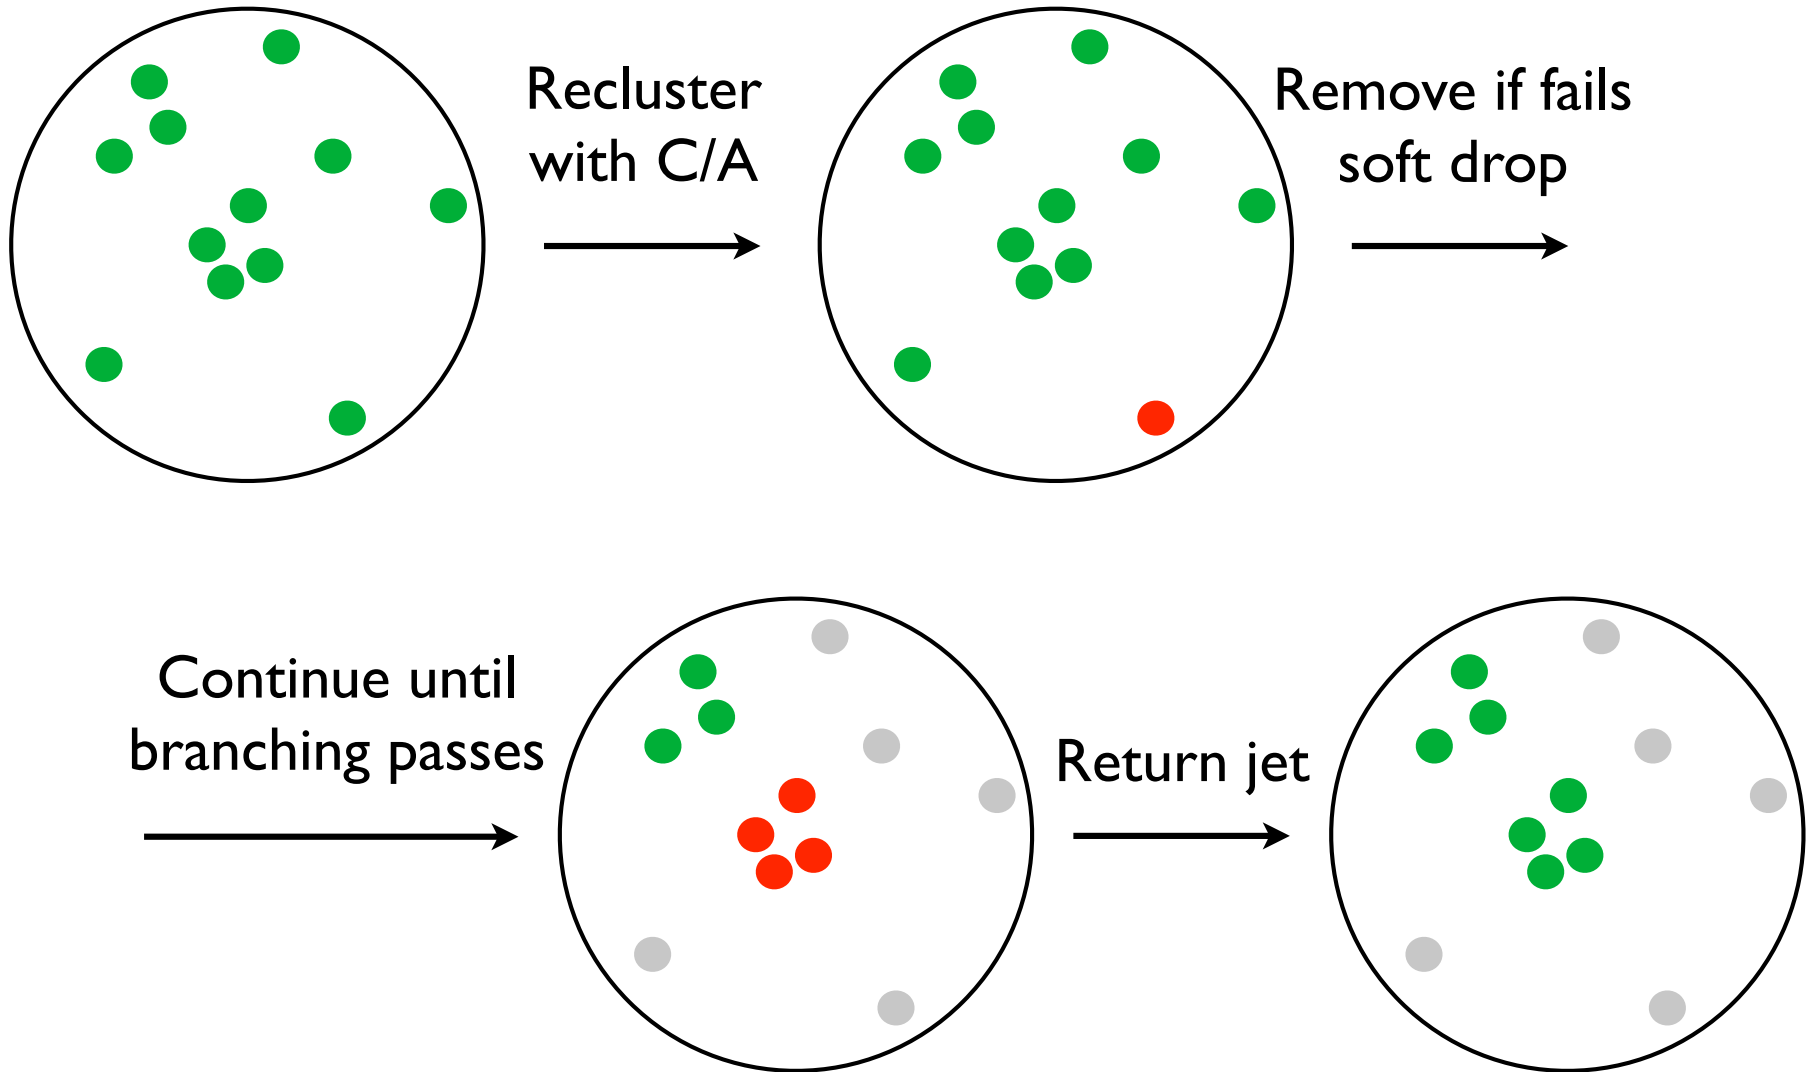 Recluster
with C/A
Remove if fails
soft drop
Continue until
branching passes
Return jet